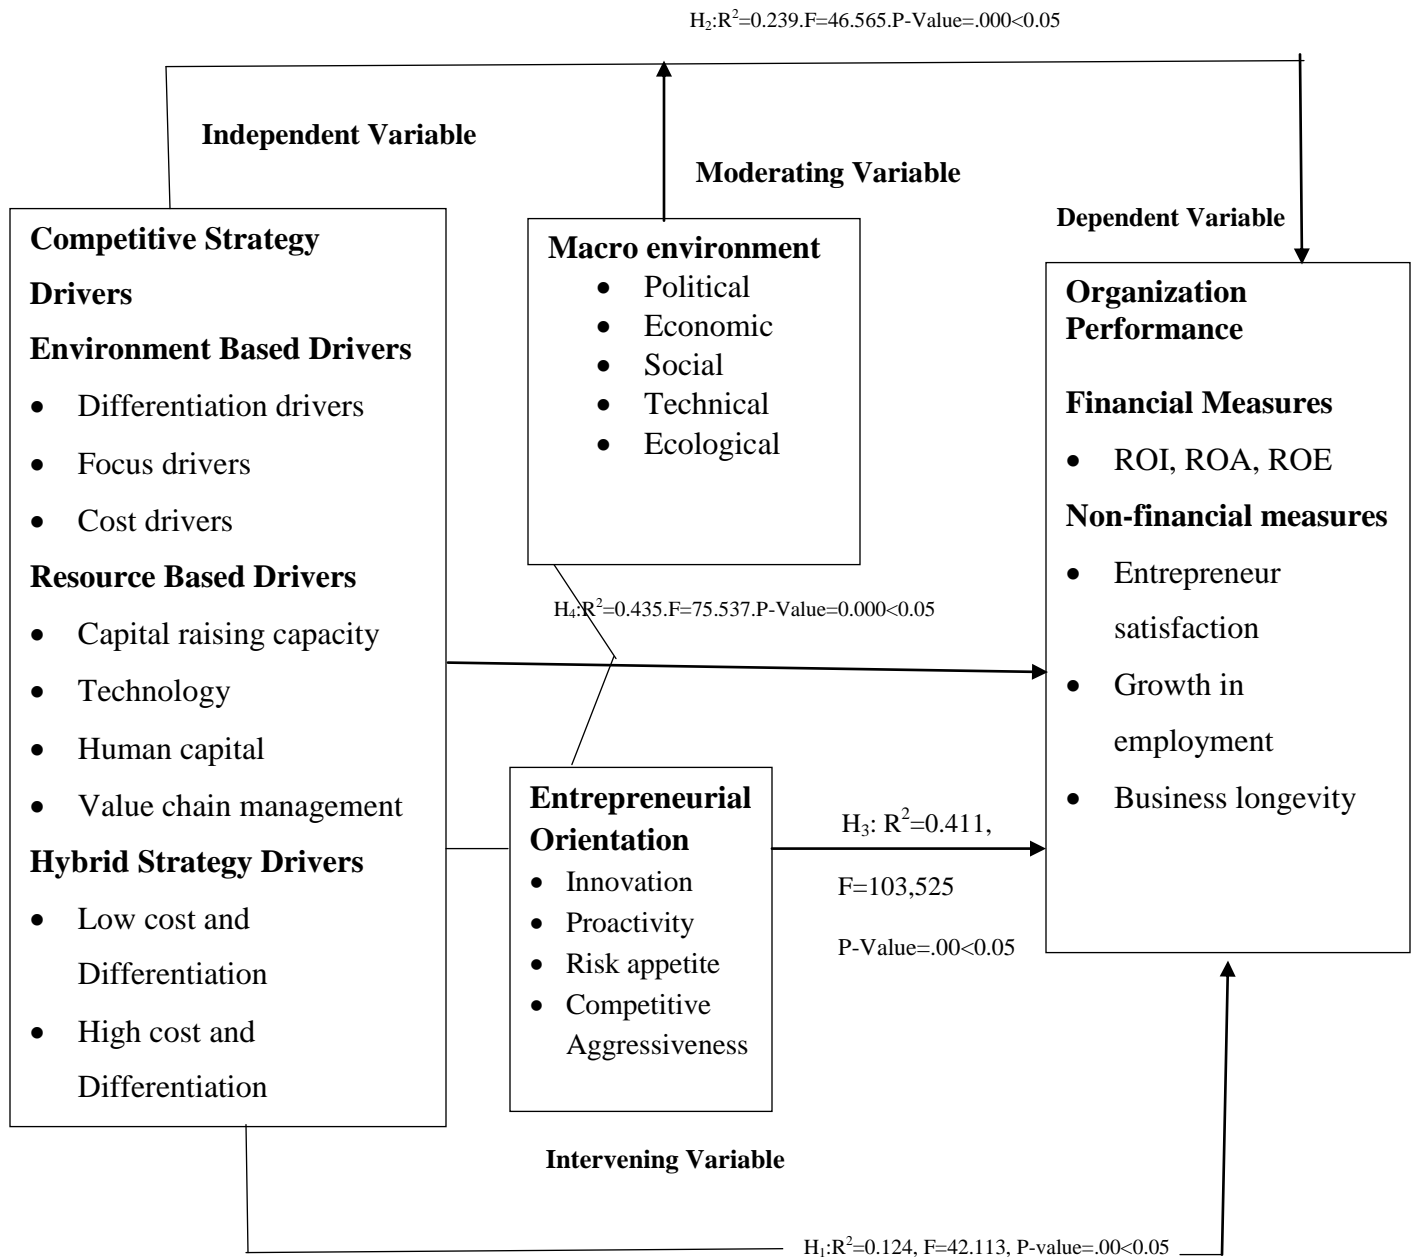 H₂:R²=0.239.F=46.565.P-Value=.000<0.05
Independent Variable
Moderating Variable
Dependent Variable
Competitive Strategy
Drivers
Environment Based Drivers
• Differentiation drivers
• Focus drivers
• Cost drivers
Resource Based Drivers
• Capital raising capacity
• Technology
• Human capital
• Value chain management
Hybrid Strategy Drivers
• Low cost and
Differentiation
• High cost and
Differentiation
Macro environment
• Political
• Economic
• Social
• Technical
• Ecological
H₄:R²=0.435.F=75.537.P-Value=0.000<0.05
Entrepreneurial
Orientation
• Innovation
• Proactivity
• Risk appetite
• Competitive
Aggressiveness
Intervening Variable
H₃: R²=0.411,
F=103,525
P-Value=.00<0.05
Organization
Performance
Financial Measures
• ROI, ROA, ROE
Non-financial measures
• Entrepreneur
satisfaction
• Growth in
employment
• Business longevity
H₁:R²=0.124, F=42.113, P-value=.00<0.05